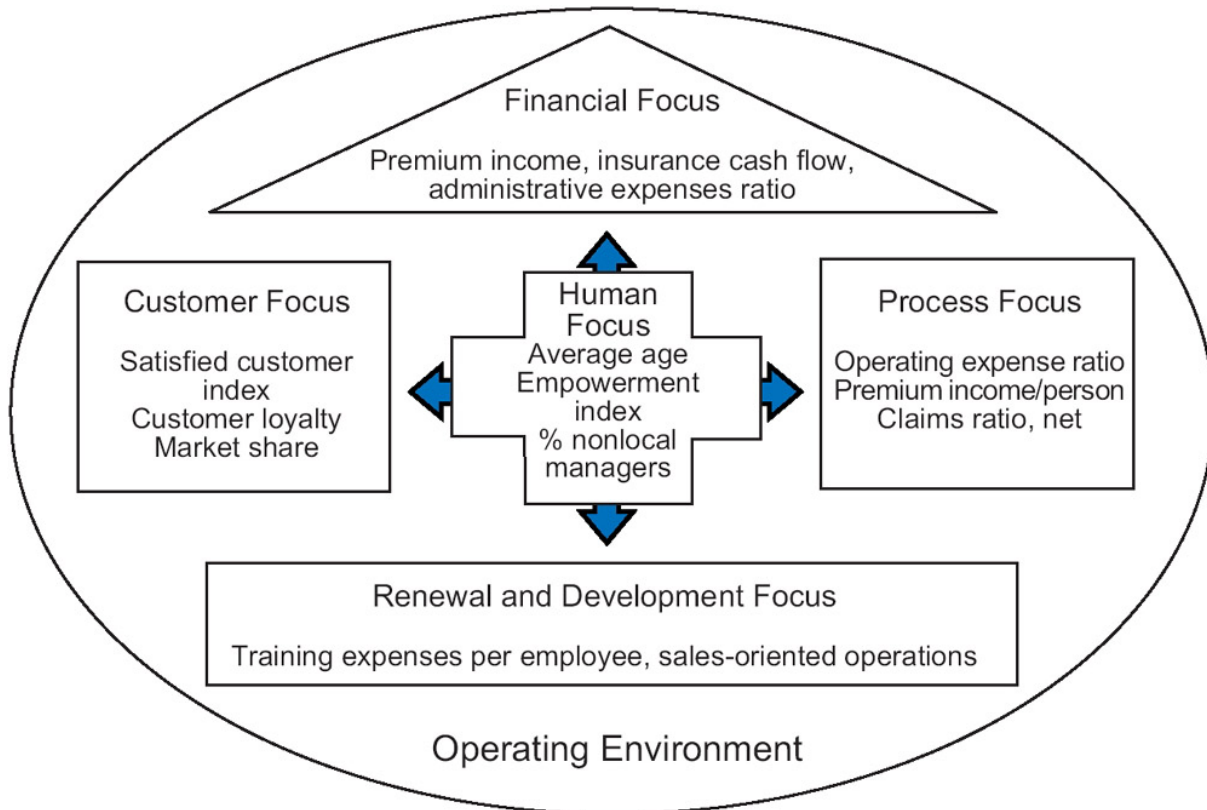 Financial Focus
Premium income, insurance cash flow,
administrative expenses ratio
Customer Focus
Satisfied customer
index
Customer loyalty
Market share
Human
Focus
Average age
Empowerment
index
% nonlocal
managers
Process Focus
Operating expense ratio
Premium income/person
Claims ratio, net
Renewal and Development Focus
Training expenses per employee, sales-oriented operations
Operating Environment